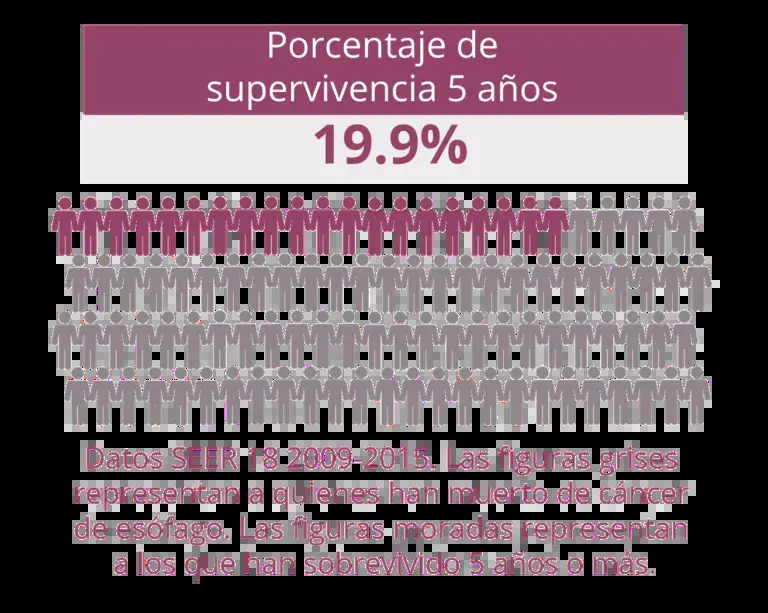 Porcentaje de
supervivencia 5 años
19.9%
Datos SEER 18 2009-2015. Las figuras grises
representan a quienes han muerto de cáncer
de esófago. Las figuras moradas representan
a los que han sobrevivido 5 años o más.